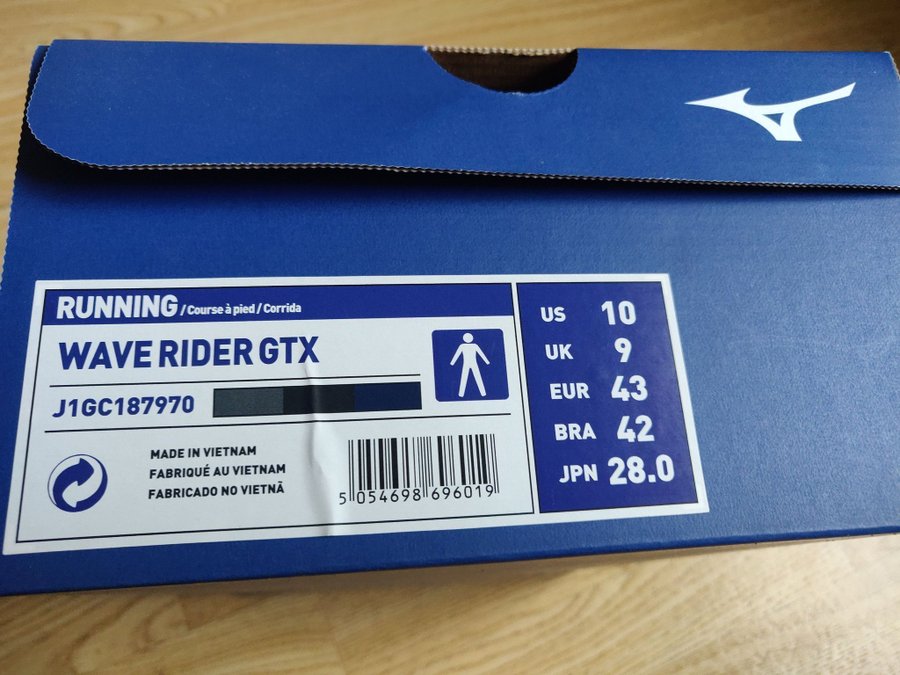 RUNNING / Course à pied / Corrida
WAVE RIDER GTX
J1GC187970
MADE IN VIETNAM
FABRIQUÉ AU VIETNAM
FABRICADO NO VIETNÃ
5 054698 696019
US 10
UK 9
EUR 43
BRA 42
JPN 28.0